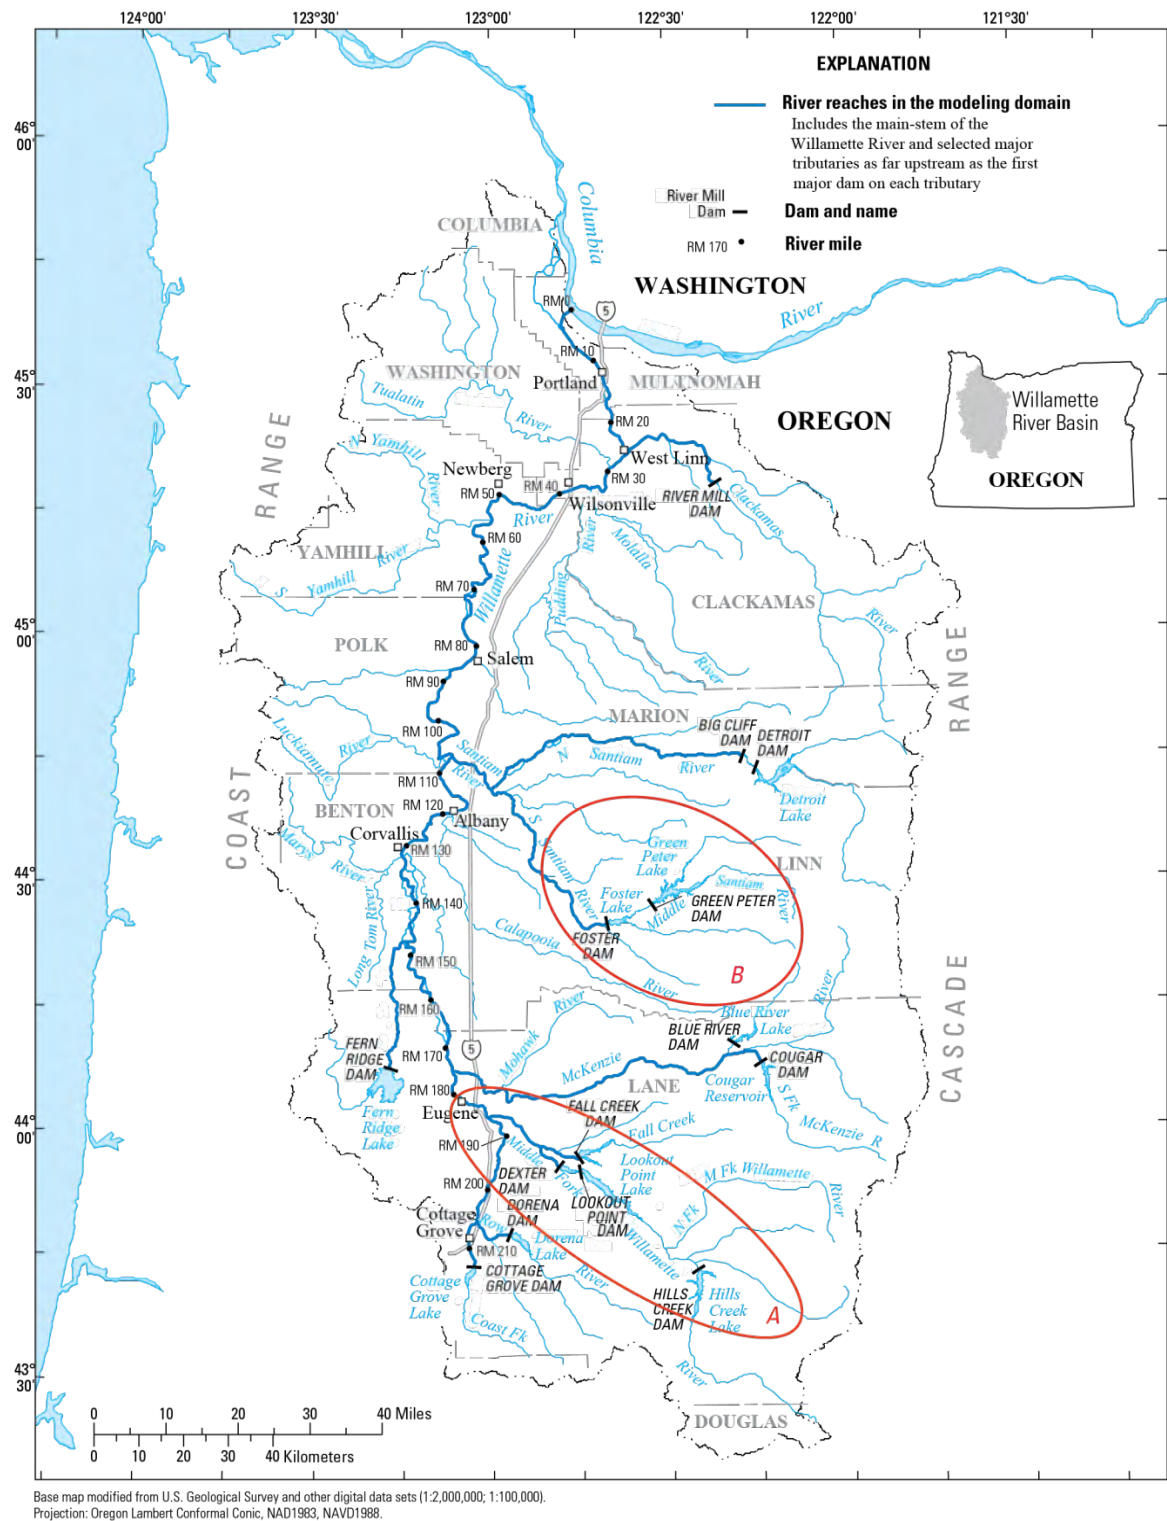 124°00'
123°30'
123°00'
122°30'
122°00'
121°30'
EXPLANATION
River reaches in the modeling domain
Includes the main-stem of the
Willamette River and selected major
tributaries as far upstream as the first
major dam on each tributary
River Mill
Dam
Dam and name
RM 170
River mile
46°
00'
COLUMBIA
Columbia
WASHINGTON
River
RM 0
5
RM 10
Portland
WASHINGTON
MULTNOMAH
45°
30'
Tualatin
River
RM 20
OREGON
Willamette
River Basin
OREGON
RANGE
N Yamhill
River
Newberg
West Linn
RM 30
RM 40
RM 50
Wilsonville
RIVER MILL
DAM
Clackamas
River
River
Molalla
RM 60
YAMHILL
S Yamhill River
Willamette
RM 70
Pudding
CLACKAMAS
River
45°
00'
POLK
RM 80
Salem
River
RANGE
RM 90
MARION
RM 100
BIG CLIFF
DAM
DETROIT
DAM
Luckiamute
River
Santiam
River
N Santiam River
RM 110
Detroit
Lake
COAST
BENTON
RM 120
Albany
Corvallis
Marys
River
RM 130
S Santiam River
Green
Peter
Lake
LINN
44°
30'
Foster
Lake
Middle Santiam
River
GREEN PETER
DAM
RM 140
Long Tom River
Calapooia
River
FOSTER
DAM
RM 150
B
CASCADE
RM 160
River
Blue River
Lake
River
BLUE RIVER
DAM
FERN
RIDGE
DAM
RM 170
5
Mohawk
McKenzie
COUGAR
DAM
LANE
Cougar
Reservoir
S Fk
McKenzie R
RM 180
Eugene
FALL CREEK
DAM
44°
00'
Fern
Ridge
Lake
Fall Creek
RM 190
Middle
Fork
Lookout
Point
Lake
M Fk Willamette
River
DEXTER
DAM
RM 200
DORENA
DAM
LOOKOUT
POINT
DAM
N Fk
Cottage
Grove
Row
Dorena
Lake
Willamette
RM 210
River
COTTAGE
GROVE DAM
Cottage
Grove
Lake
HILLS
CREEK
DAM
Hills
Creek
Lake
A
Coast Fk
43°
30'
River
DOUGLAS
0 10 20 30 40 Miles
0 10 20 30 40 Kilometers
Base map modified from U.S. Geological Survey and other digital data sets (1:2,000,000; 1:100,000).
Projection: Oregon Lambert Conformal Conic, NAD1983, NAVD1988.